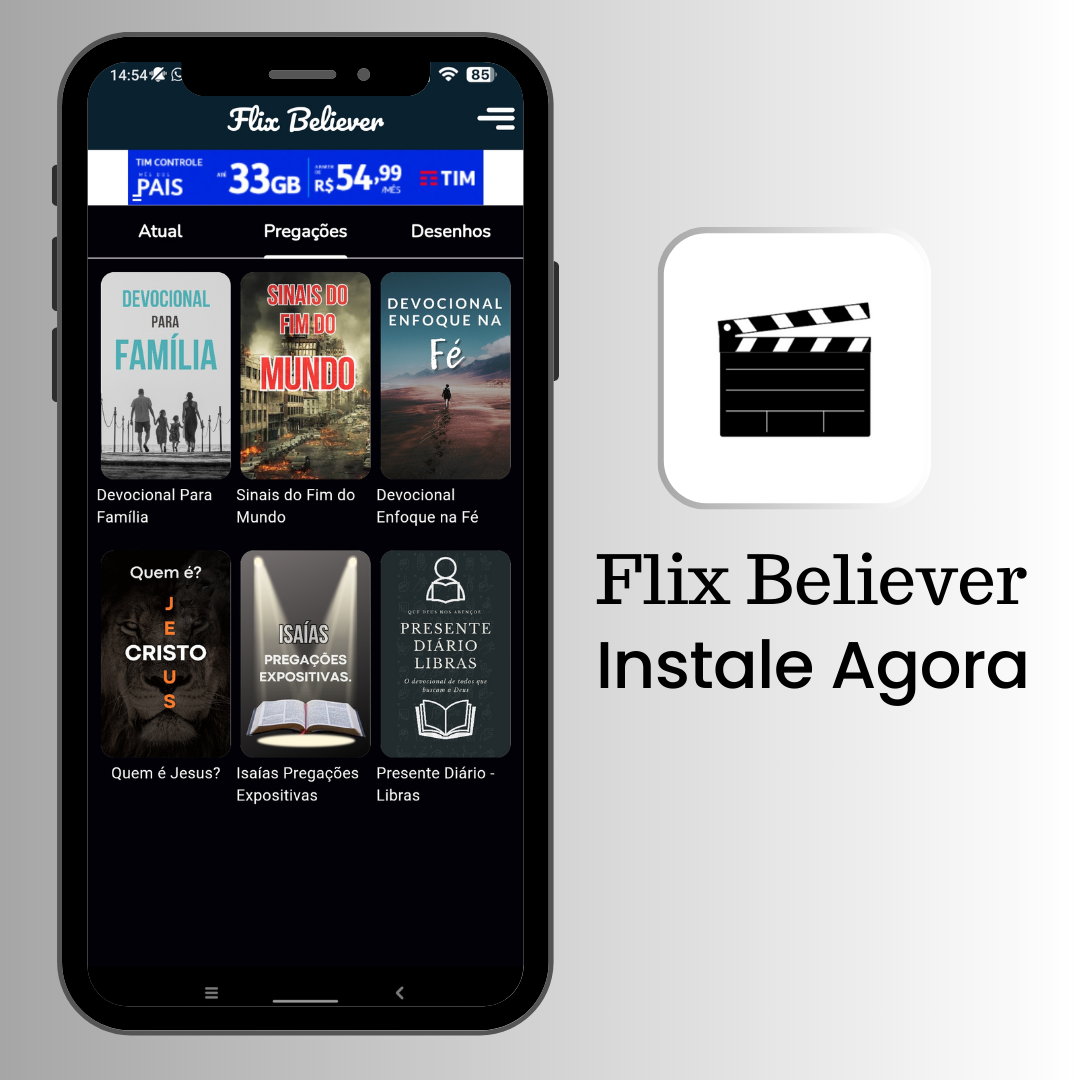 14:54
85
Flix Believer
TIM CONTROLE
MÊS DOS
PAIS
ATÉ
33GB
A PARTIR
DE
R$54,99
/MÊS
TIM
Atual
Pregações
Desenhos
DEVOCIONAL
PARA
FAMÍLIA
SINAIS DO
FIM DO
MUNDO
DEVOCIONAL
ENFOQUE NA
Fé
Devocional Para
Família
Sinais do Fim do
Mundo
Devocional
Enfoque na Fé
Quem é?
J
E
CRISTO
U
S
ISAÍAS
PREGAÇÕES
EXPOSITIVAS.
QUE DEUS NOS ABENÇOE
PRESENTE
DIÁRIO
LIBRAS
O devocional de todos que
buscam a Deus
Quem é Jesus?
Isaías Pregações
Expositivas
Presente Diário -
Libras
Flix Believer
Instale Agora